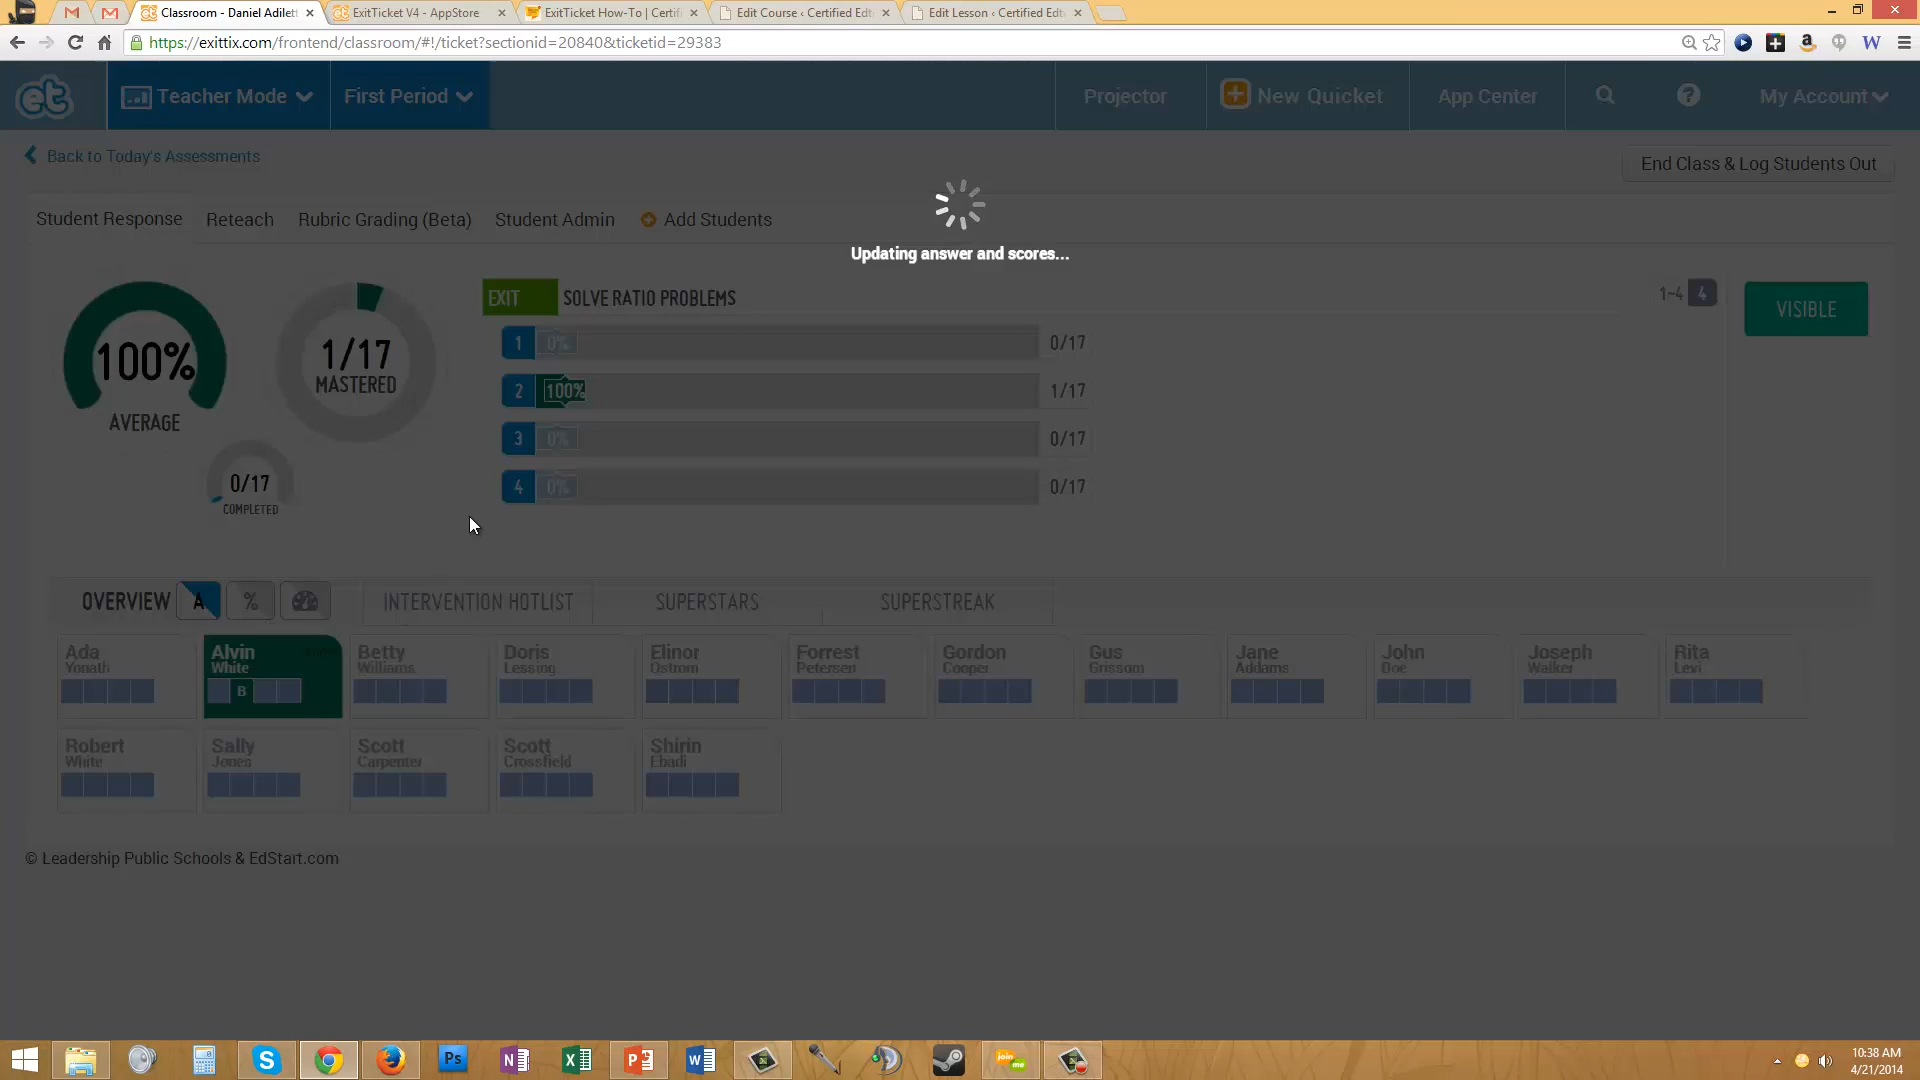 Classroom - Daniel Adilett
ExitTicket V4 - AppStore
ExitTicket How-To | Certifi
Edit Course ‹ Certified Edt
Edit Lesson ‹ Certified Edt
https://exittix.com/frontend/classroom/#!/ticket?sectionid=20840&ticketid=29383
W
et
Teacher Mode
First Period
Projector
New Quicket
App Center
?
My Account
Back to Today's Assessments
End Class & Log Students Out
Updating answer and scores...
Student Response
Reteach
Rubric Grading (Beta)
Student Admin
Add Students
100%
AVERAGE
1/17
MASTERED
0/17
COMPLETED
EXIT SOLVE RATIO PROBLEMS
1-4 4
VISIBLE
1 0% 0/17
2 100% 1/17
3 0% 0/17
4 0% 0/17
OVERVIEW A %
INTERVENTION HOTLIST
SUPERSTARS
SUPERSTREAK
Ada
Yonath
Alvin
White
B
Betty
Williams
Doris
Lessing
Elinor
Ostrom
Forrest
Petersen
Gordon
Cooper
Gus
Grissom
Jane
Addams
John
Doe
Joseph
Walker
Rita
Levi
Robert
White
Sally
Jones
Scott
Carpenter
Scott
Crossfield
Shirin
Ebadi
© Leadership Public Schools & EdStart.com
Ps
join
me
10:38 AM
4/21/2014